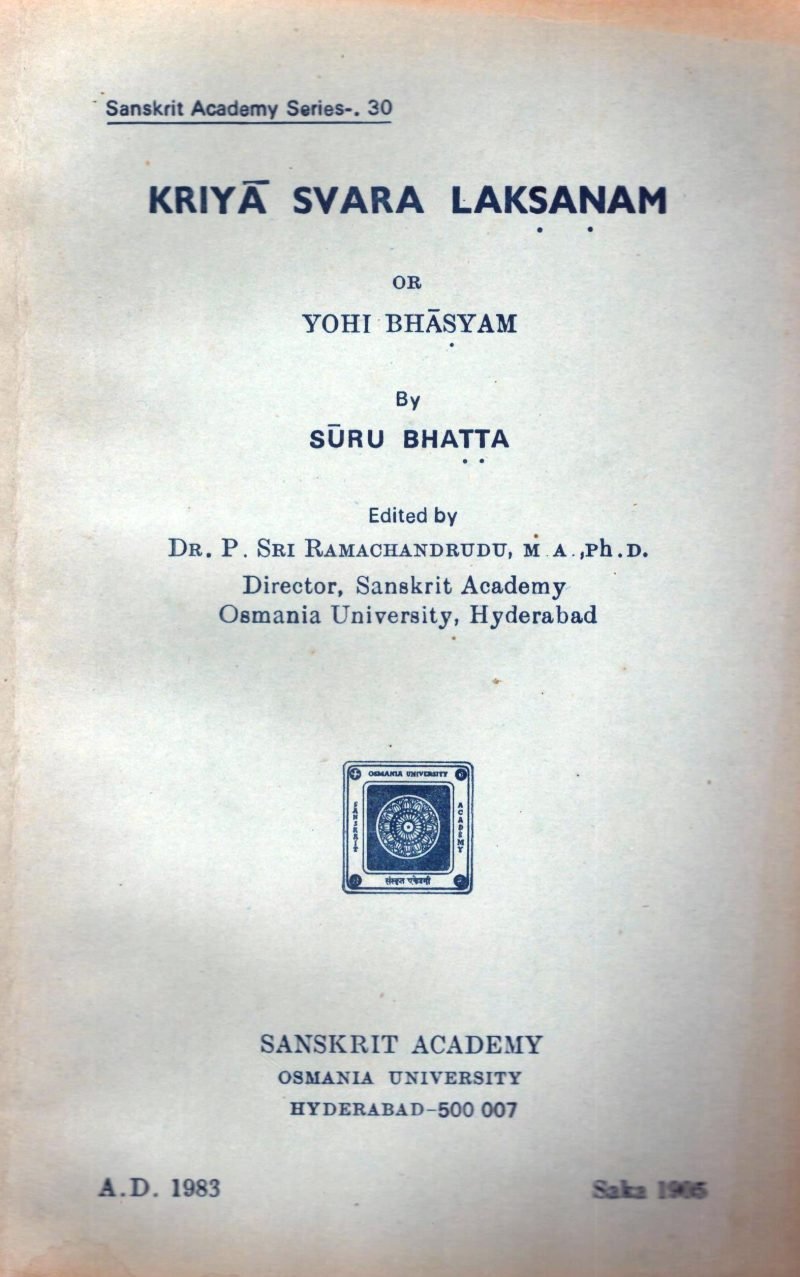 Sanskrit Academy Series-. 30
KRIYĀ SVARA LAKṢAṆAM
OR
YOHI BHĀṢYAM
By
SŪRU BHAṬṬA
Edited by
DR. P. SRI RAMACHANDRUDU, M A .,Ph.D.
Director, Sanskrit Academy
Osmania University, Hyderabad
OSMANIA UNIVERSITY
SANSKRIT
ACADEMY
संस्कृत एकेडमी
SANSKRIT ACADEMY
OSMANIA UNIVERSITY
HYDERABAD-500 007
A.D. 1983
Saka 1905